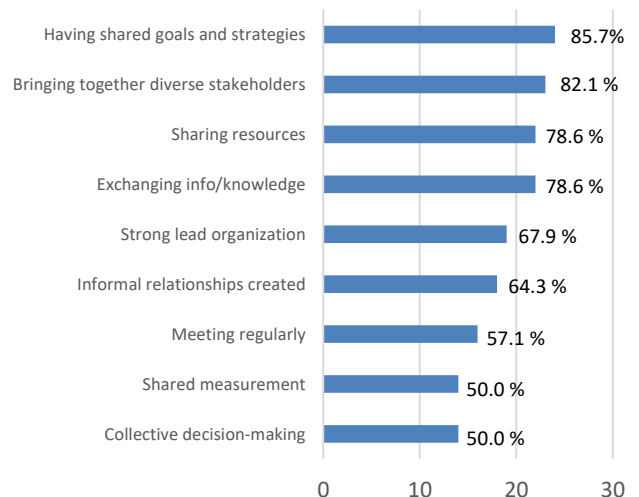 Having shared goals and strategies 85.7%
Bringing together diverse stakeholders 82.1 %
Sharing resources 78.6 %
Exchanging info/knowledge 78.6 %
Strong lead organization 67.9 %
Informal relationships created 64.3 %
Meeting regularly 57.1 %
Shared measurement 50.0 %
Collective decision-making 50.0 %
0 10 20 30